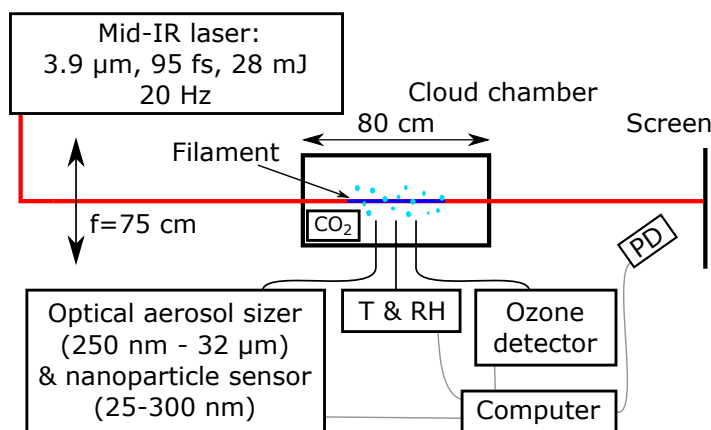 Mid-IR laser:
3.9 µm, 95 fs, 28 mJ
20 Hz
Cloud chamber
80 cm
Screen
Filament
f=75 cm
CO₂
PD
Optical aerosol sizer
(250 nm - 32 µm)
& nanoparticle sensor
(25-300 nm)
T & RH
Ozone
detector
Computer